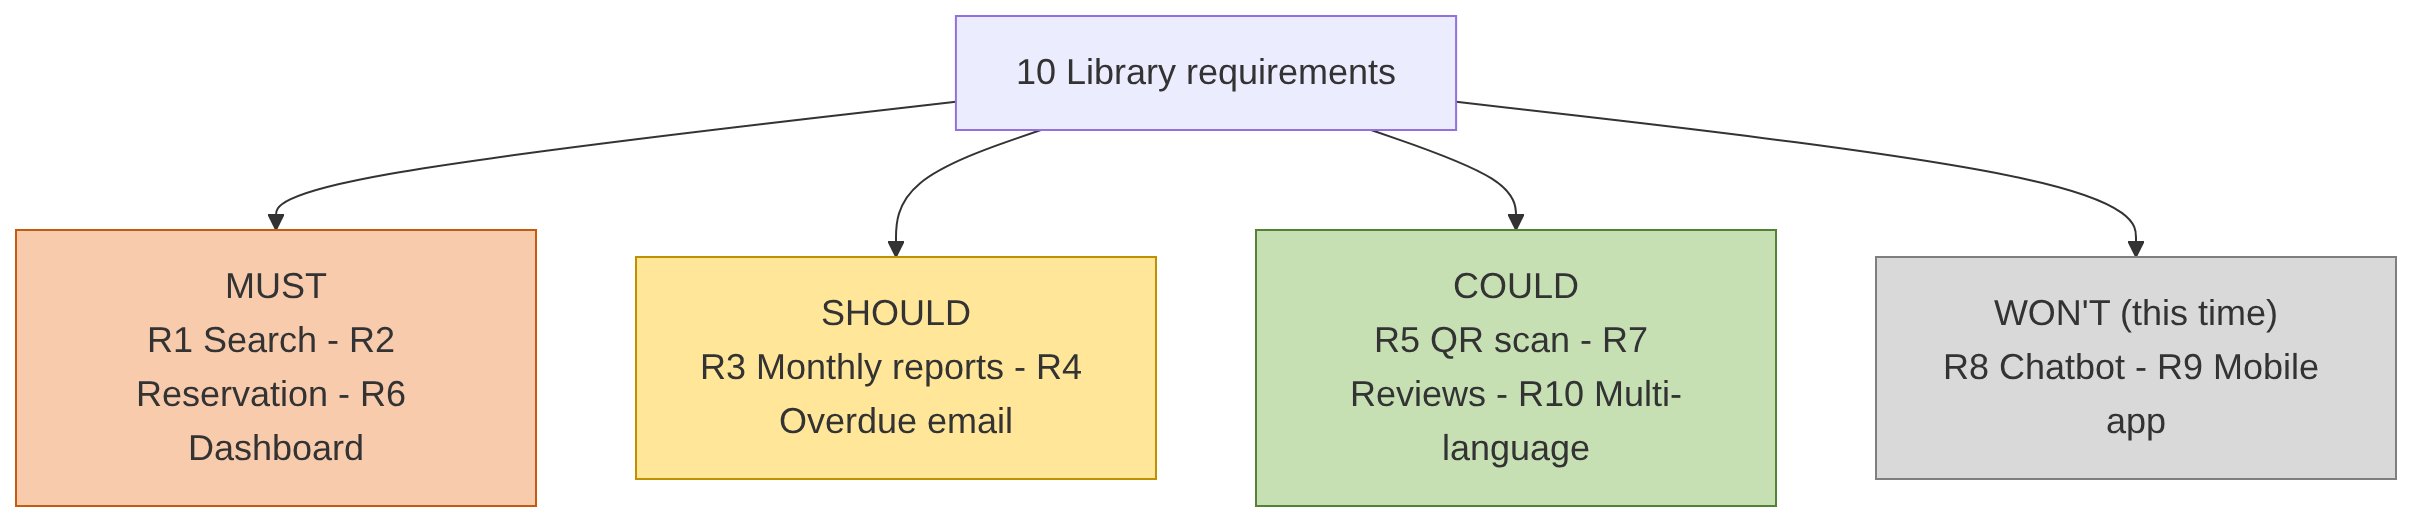 10 Library requirements
MUST
R1 Search - R2
Reservation - R6
Dashboard
SHOULD
R3 Monthly reports - R4
Overdue email
COULD
R5 QR scan - R7
Reviews - R10 Multi-
language
WON'T (this time)
R8 Chatbot - R9 Mobile
app